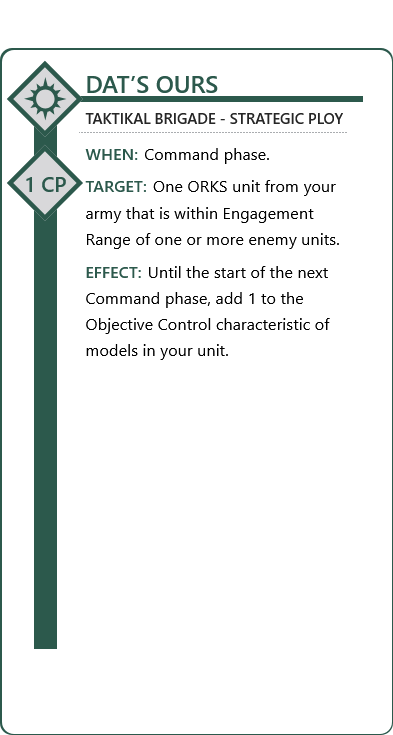 DAT’S OURS
TAKTIKAL BRIGADE - STRATEGIC PLOY
WHEN: Command phase.
1 CP
TARGET: One ORKS unit from your
army that is within Engagement
Range of one or more enemy units.
EFFECT: Until the start of the next
Command phase, add 1 to the
Objective Control characteristic of
models in your unit.